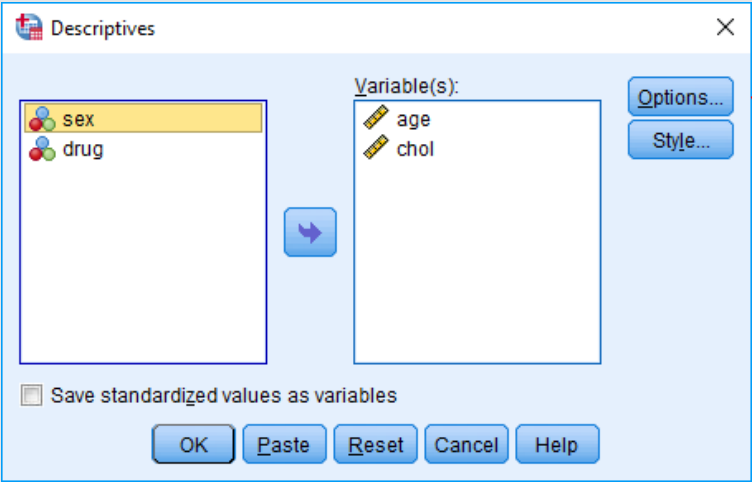 Descriptives
Variable(s):
sex
drug
age
chol
Options...
Style...
Save standardized values as variables
OK Paste Reset Cancel Help